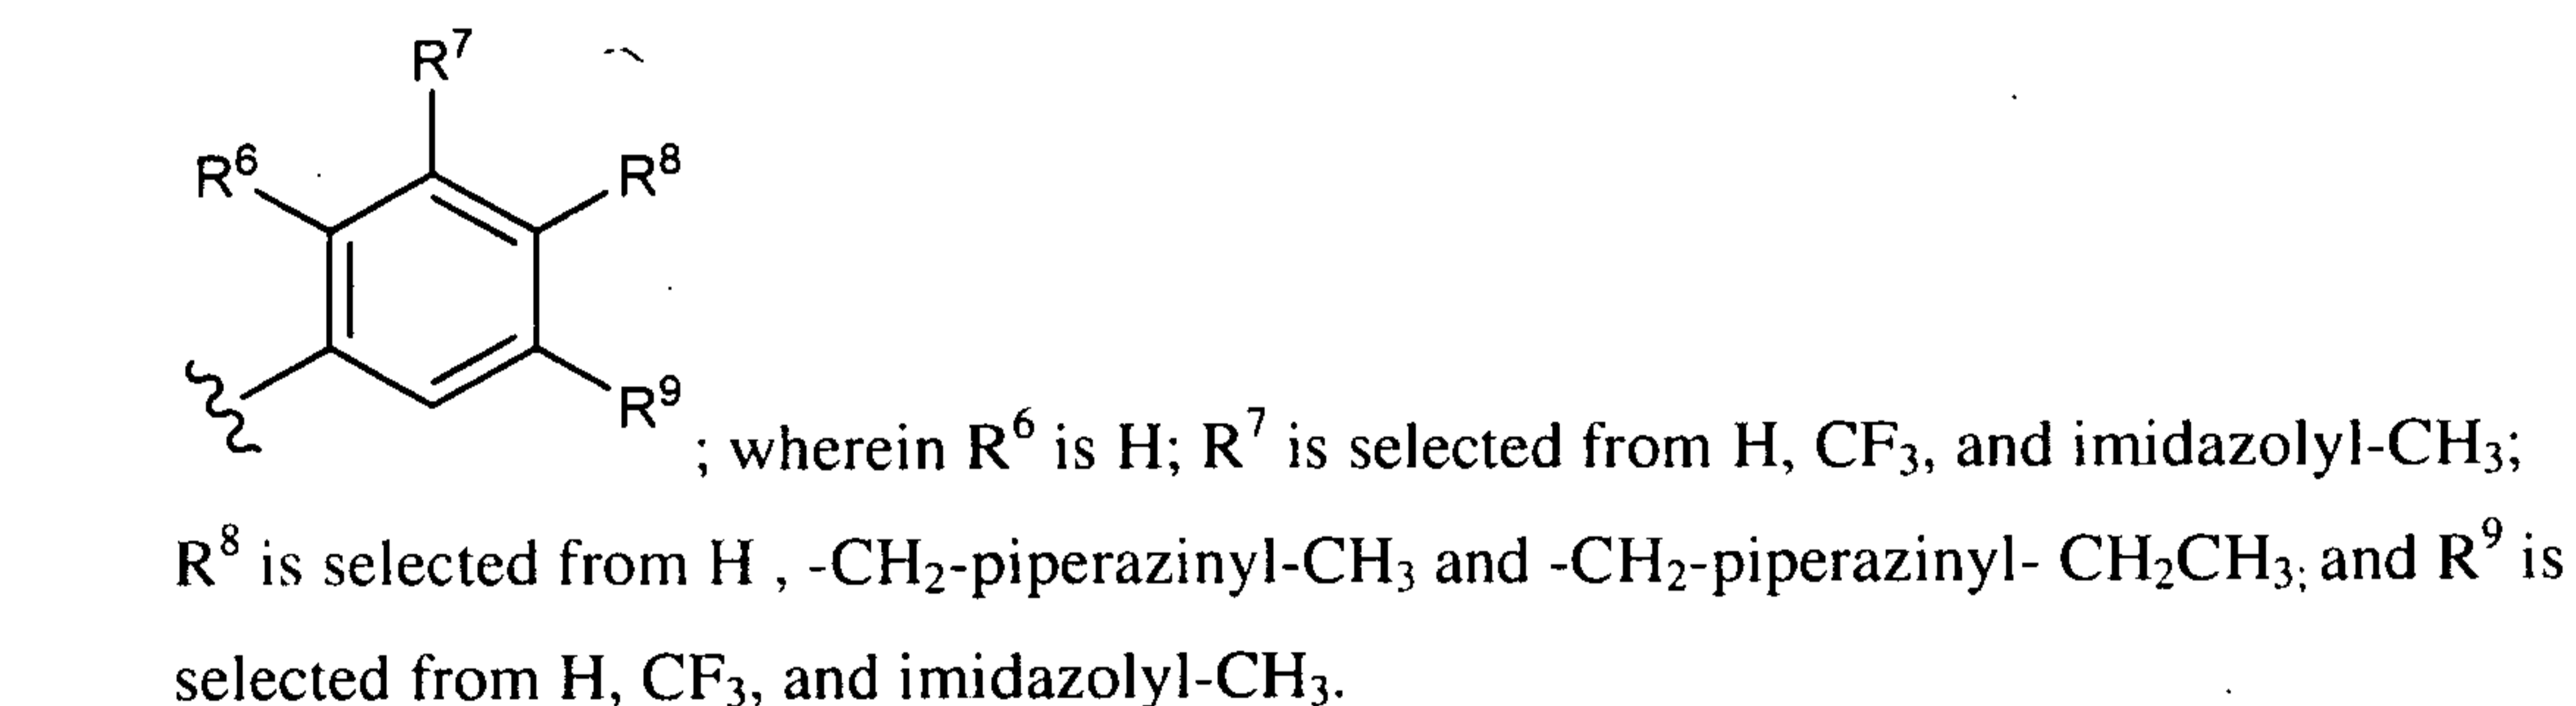 R⁷
R⁶
R⁸
R⁹
; wherein R⁶ is H; R⁷ is selected from H, CF₃, and imidazolyl-CH₃;
R⁸ is selected from H , -CH₂-piperazinyl-CH₃ and -CH₂-piperazinyl- CH₂CH₃; and R⁹ is
selected from H, CF₃, and imidazolyl-CH₃.